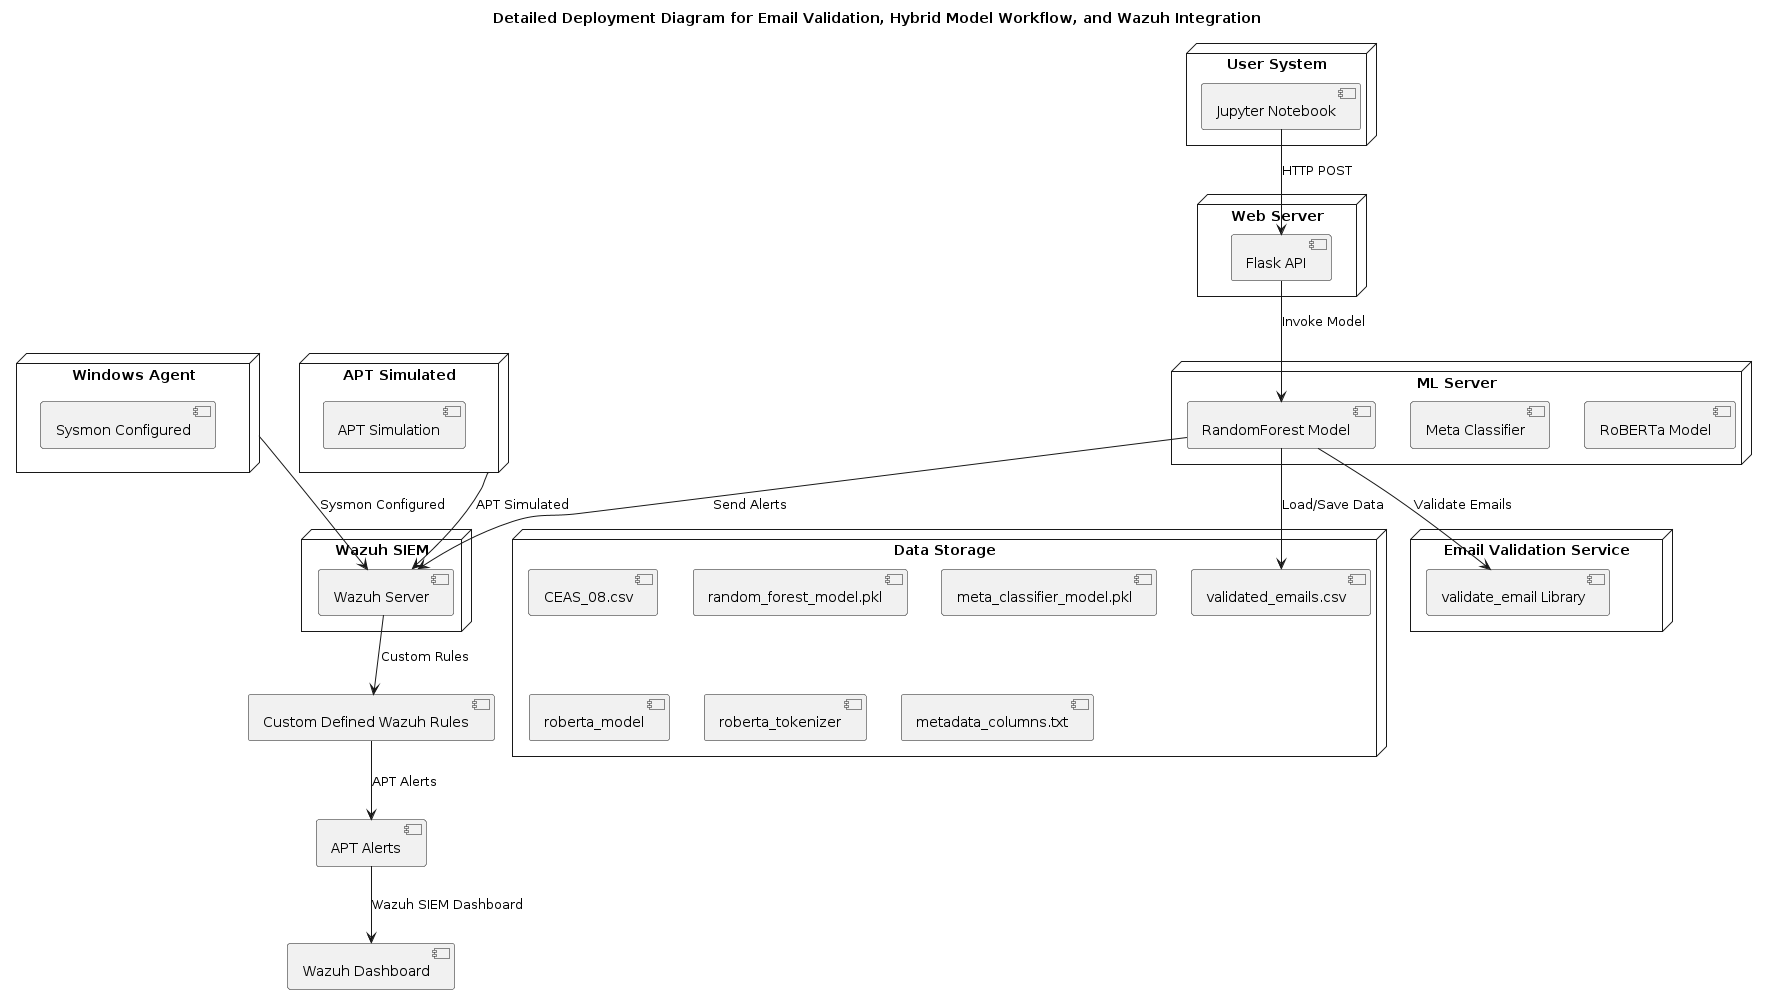 Detailed Deployment Diagram for Email Validation, Hybrid Model Workflow, and Wazuh Integration
User System
Jupyter Notebook
HTTP POST
Web Server
Flask API
Invoke Model
Windows Agent
Sysmon Configured
APT Simulated
APT Simulation
ML Server
RandomForest Model
Meta Classifier
RoBERTa Model
Sysmon Configured
APT Simulated
Send Alerts
Load/Save Data
Validate Emails
Wazuh SIEM
Wazuh Server
Data Storage
CEAS_08.csv
random_forest_model.pkl
meta_classifier_model.pkl
validated_emails.csv
Email Validation Service
validate_email Library
Custom Rules
Custom Defined Wazuh Rules
roberta_model
roberta_tokenizer
metadata_columns.txt
APT Alerts
APT Alerts
Wazuh SIEM Dashboard
Wazuh Dashboard